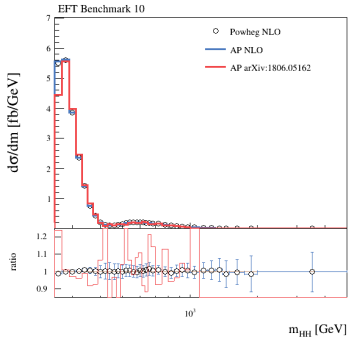 EFT Benchmark 10
7
6
5
4
3
2
1
dσ/dm [fb/GeV]
Powheg NLO
AP NLO
AP arXiv:1806.05162
1.2
1.1
1
0.9
ratio
10³
m_HH [GeV]